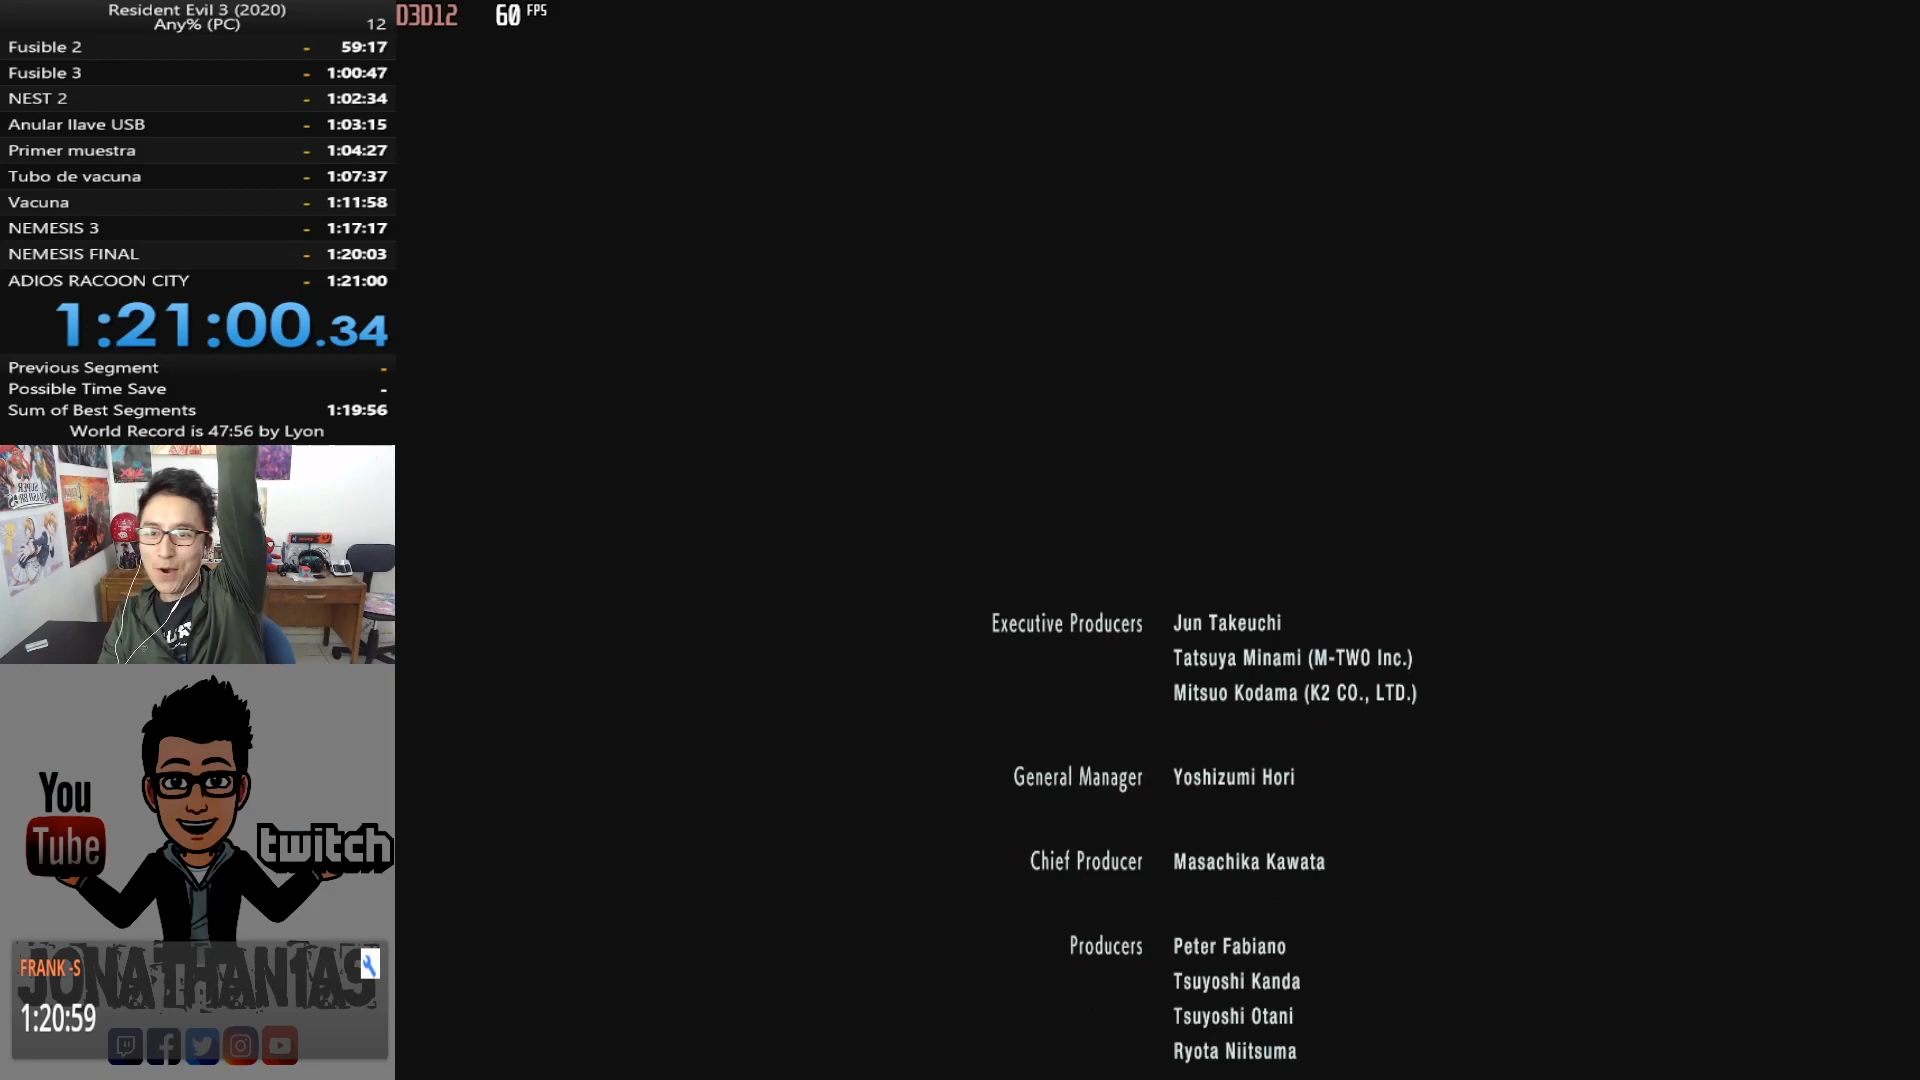 Resident Evil 3 (2020)
Any% (PC) 12
Fusible 2 - 59:17
Fusible 3 - 1:00:47
NEST 2 - 1:02:34
Anular llave USB - 1:03:15
Primer muestra - 1:04:27
Tubo de vacuna - 1:07:37
Vacuna - 1:11:58
NEMESIS 3 - 1:17:17
NEMESIS FINAL - 1:20:03
ADIOS RACOON CITY - 1:21:00
1:21:00.34
Previous Segment -
Possible Time Save -
Sum of Best Segments 1:19:56
World Record is 47:56 by Lyon
You
Tube
twitch
JONATHAN1AS
FRANK -S
1:20:59
D3D12 60 FPS
Executive Producers Jun Takeuchi
Tatsuya Minami (M-TWO Inc.)
Mitsuo Kodama (K2 CO., LTD.)
General Manager Yoshizumi Hori
Chief Producer Masachika Kawata
Producers Peter Fabiano
Tsuyoshi Kanda
Tsuyoshi Otani
Ryota Niitsuma